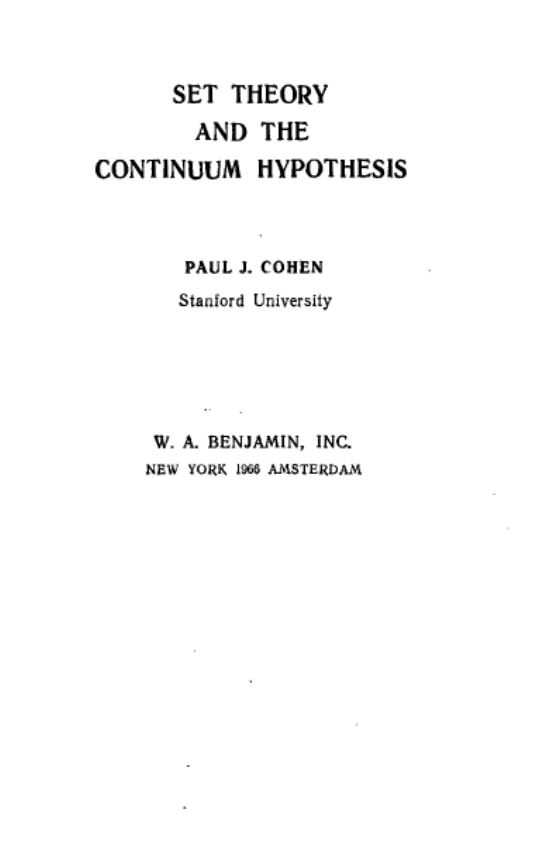 SET THEORY
AND THE
CONTINUUM HYPOTHESIS
PAUL J. COHEN
Stanford University
W. A. BENJAMIN, INC.
NEW YORK 1966 AMSTERDAM